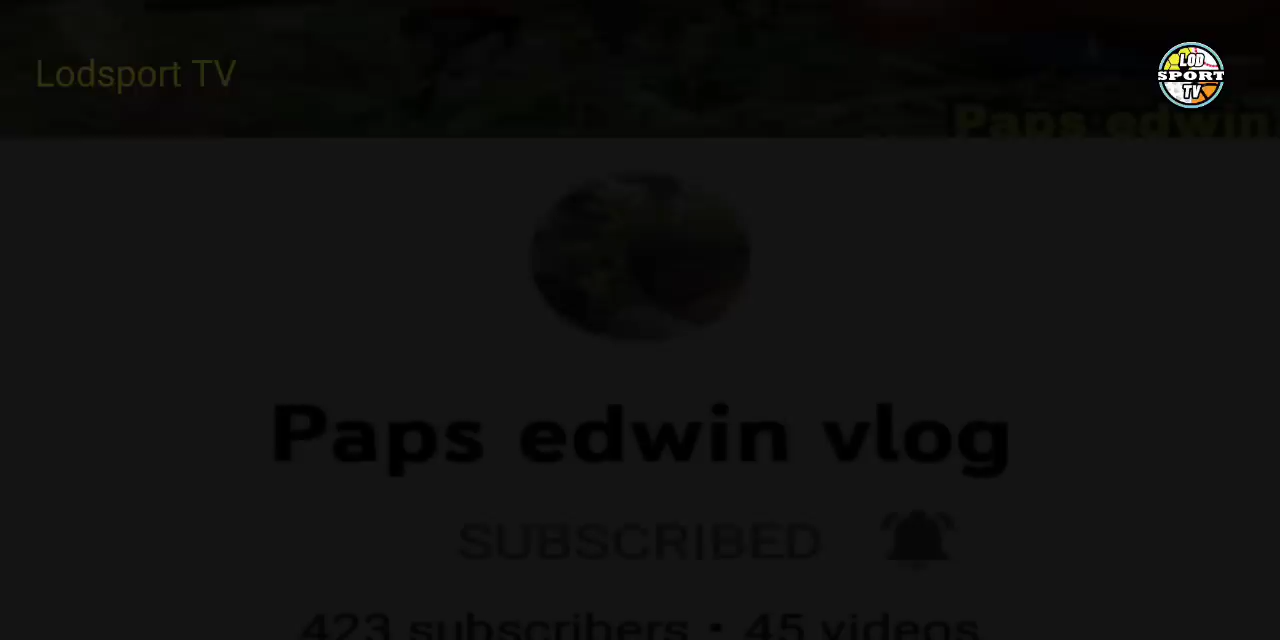 Lodsport TV
LOD
SPORT
TV
Paps edwin
Paps edwin vlog
SUBSCRIBED
423 subscribers • 45 videos